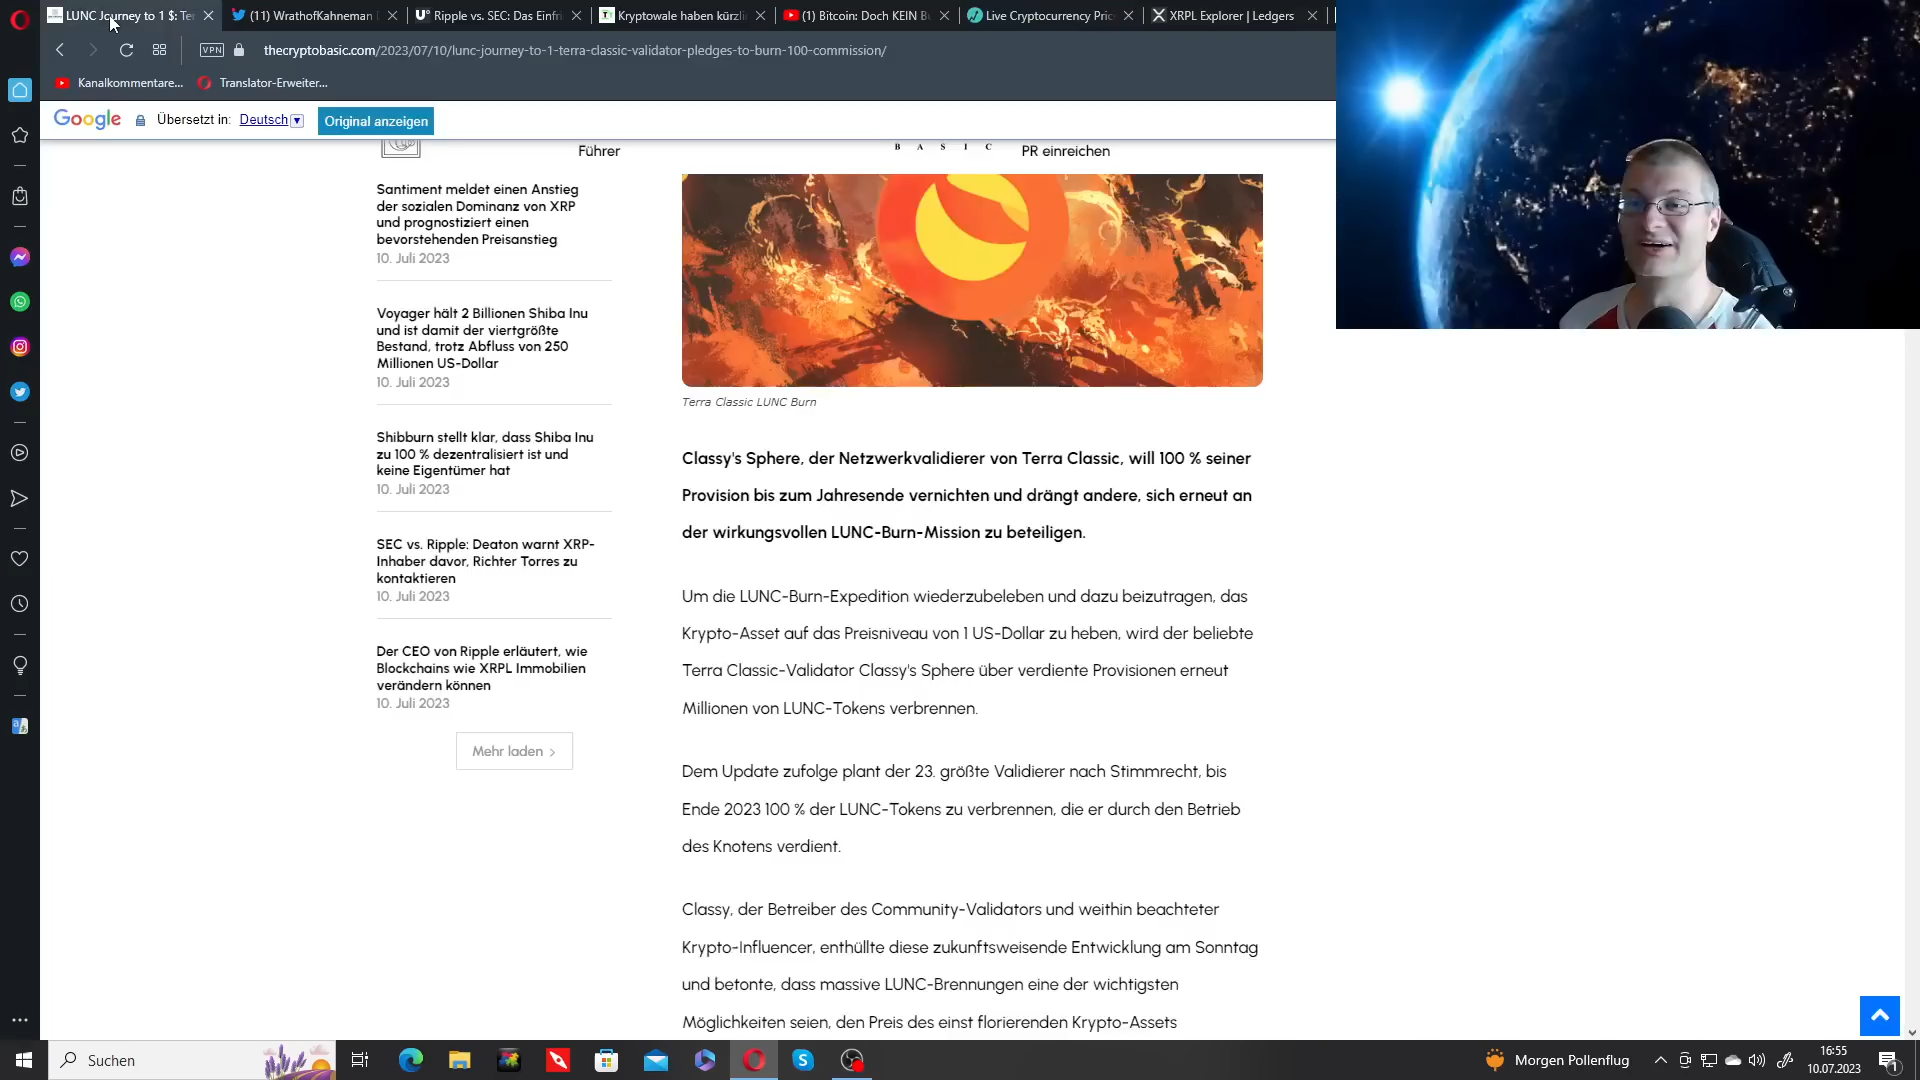 LUNC Journey to 1 $: Ter
(11) WrathofKahneman
Ripple vs. SEC: Das Einfri
Kryptowale haben kürzli
(1) Bitcoin: Doch KEIN B
Live Cryptocurrency Pric
XRPL Explorer | Ledgers
VPN
thecryptobasic.com/2023/07/10/lunc-journey-to-1-terra-classic-validator-pledges-to-burn-100-commission/
Kanalkommentare...
Translator-Erweiter...
Google
Übersetzt in:
Deutsch
Original anzeigen
Führer
BASIC
PR einreichen
Santiment meldet einen Anstieg
der sozialen Dominanz von XRP
und prognostiziert einen
bevorstehenden Preisanstieg
10. Juli 2023
Voyager hält 2 Billionen Shiba Inu
und ist damit der viertgrößte
Bestand, trotz Abfluss von 250
Millionen US-Dollar
10. Juli 2023
Shibburn stellt klar, dass Shiba Inu
zu 100 % dezentralisiert ist und
keine Eigentümer hat
10. Juli 2023
SEC vs. Ripple: Deaton warnt XRP-
Inhaber davor, Richter Torres zu
kontaktieren
10. Juli 2023
Der CEO von Ripple erläutert, wie
Blockchains wie XRPL Immobilien
verändern können
10. Juli 2023
Mehr laden
Terra Classic LUNC Burn
Classy's Sphere, der Netzwerkvalidierer von Terra Classic, will 100 % seiner
Provision bis zum Jahresende vernichten und drängt andere, sich erneut an
der wirkungsvollen LUNC-Burn-Mission zu beteiligen.
Um die LUNC-Burn-Expedition wiederzubeleben und dazu beizutragen, das
Krypto-Asset auf das Preisniveau von 1 US-Dollar zu heben, wird der beliebte
Terra Classic-Validator Classy's Sphere über verdiente Provisionen erneut
Millionen von LUNC-Tokens verbrennen.
Dem Update zufolge plant der 23. größte Validierer nach Stimmrecht, bis
Ende 2023 100 % der LUNC-Tokens zu verbrennen, die er durch den Betrieb
des Knotens verdient.
Classy, der Betreiber des Community-Validators und weithin beachteter
Krypto-Influencer, enthüllte diese zukunftsweisende Entwicklung am Sonntag
und betonte, dass massive LUNC-Brennungen eine der wichtigsten
Möglichkeiten seien, den Preis des einst florierenden Krypto-Assets
Suchen
Morgen Pollenflug
16:55
10.07.2023
1